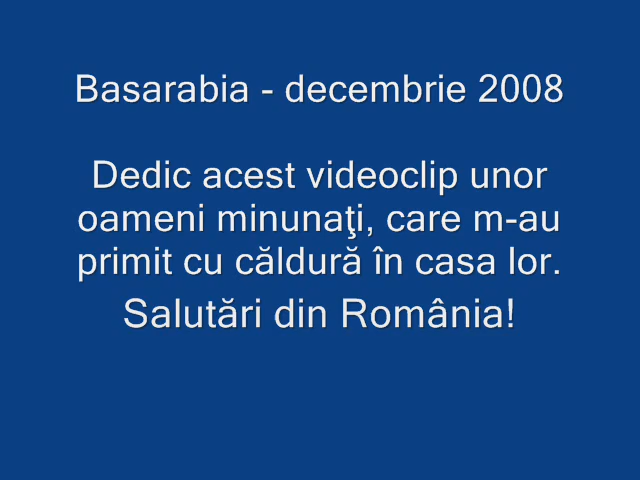 Basarabia - decembrie 2008
Dedic acest videoclip unor
oameni minunaţi, care m-au
primit cu căldură în casa lor.
Salutări din România!